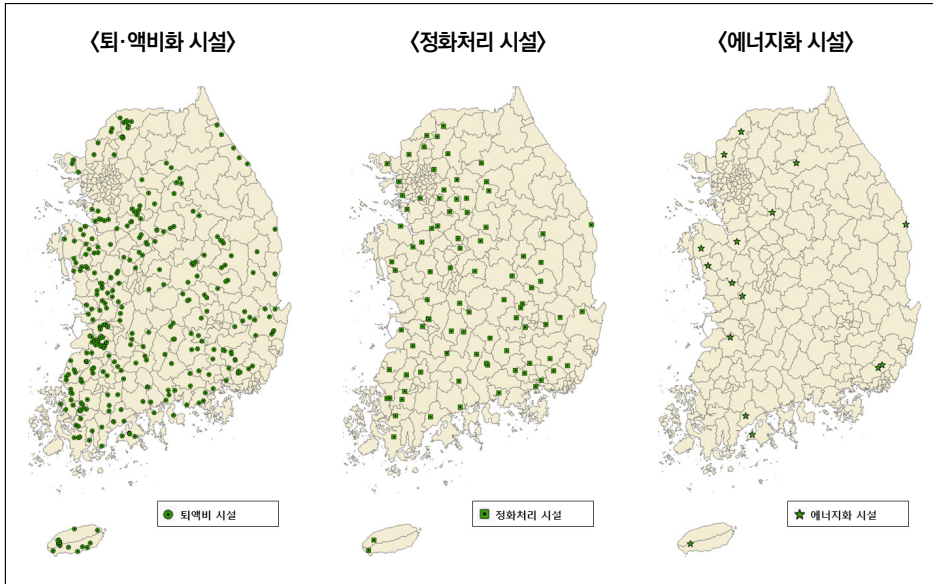 〈퇴·액비화 시설〉
〈정화처리 시설〉
〈에너지화 시설〉
퇴액비 시설
정화처리 시설
에너지화 시설